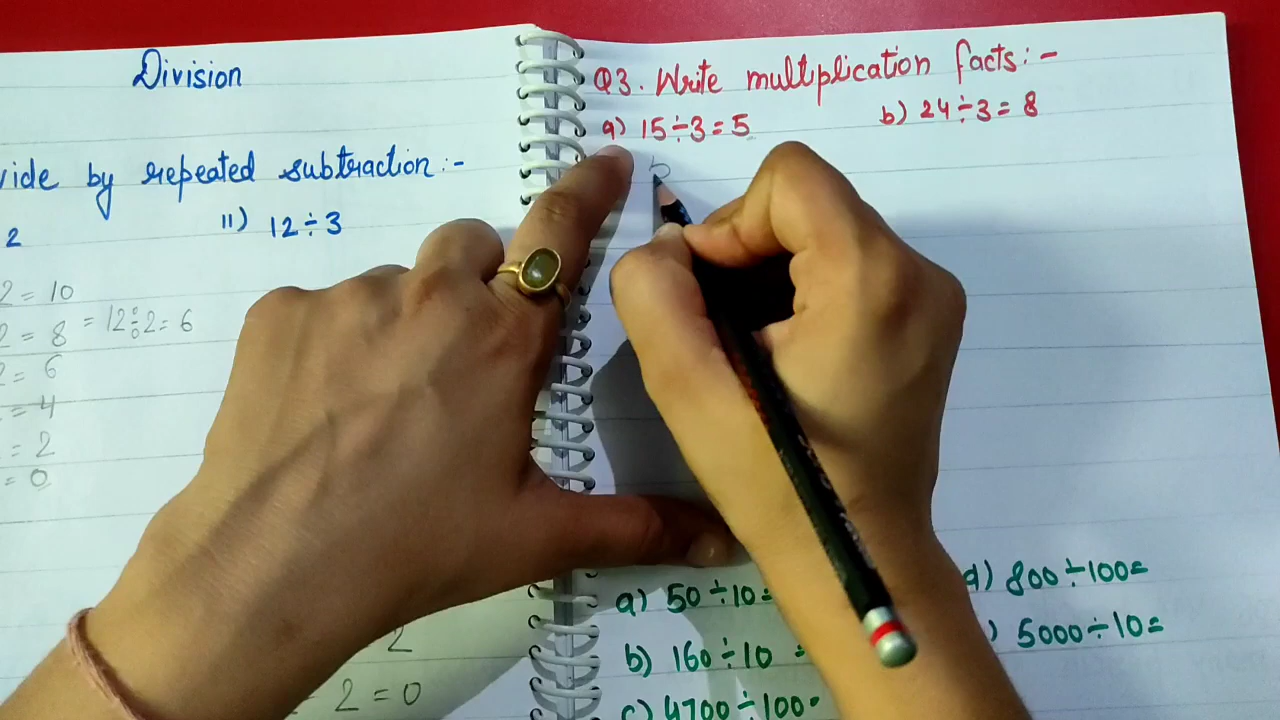 Division
vide by repeated subtraction:-
2
11) 12÷3
2 = 10
2 = 8 = 12÷2= 6
2 = 6
= 4
= 2
= 0
2
2 = 0
Q3. Write multiplication facts:-
a) 15÷3=5
b) 24÷3=8
5
a) 50÷10=
b) 160÷10 =
c) 4700÷100
d) 800÷100=
) 5000÷10=